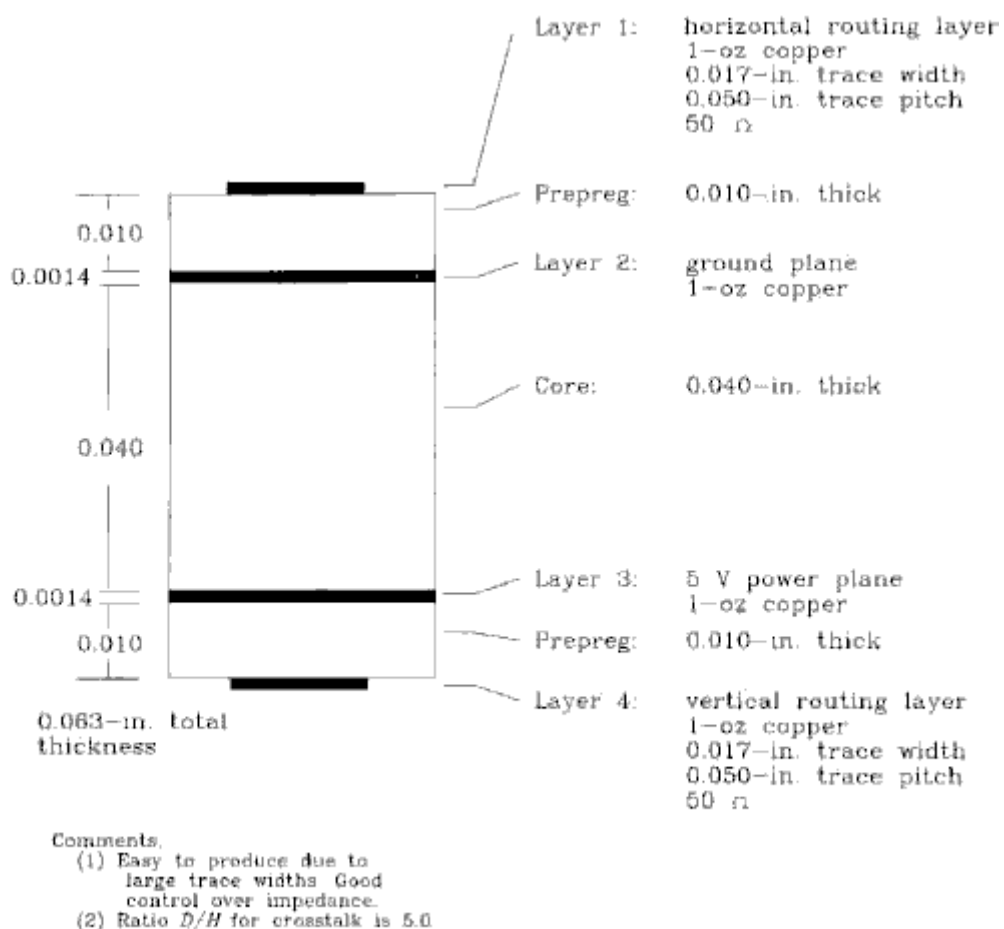 Layer 1: horizontal routing layer
1-oz copper
0.017-in. trace width
0.050-in. trace pitch
50 Ω
Prepreg: 0.010-in. thick
0.010
Layer 2: ground plane
1-oz copper
0.0014
Core: 0.040-in. thick
0.040
Layer 3: 5 V power plane
1-oz copper
0.0014
Prepreg: 0.010-in. thick
0.010
Layer 4: vertical routing layer
1-oz copper
0.017-in. trace width
0.050-in. trace pitch
50 Ω
0.063-in. total
thickness
Comments.
(1) Easy to produce due to
large trace widths Good
control over impedance.
(2) Ratio D/H for crosstalk is 5.0